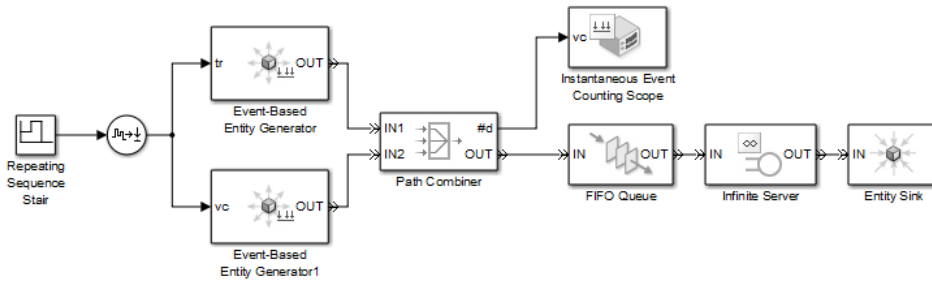 tr
OUT
Event-Based
Entity Generator
vc
Instantaneous Event
Counting Scope
Repeating
Sequence
Stair
IN1
#d
IN2
OUT
Path Combiner
IN
OUT
FIFO Queue
IN
OUT
Infinite Server
IN
Entity Sink
vc
OUT
Event-Based
Entity Generator1